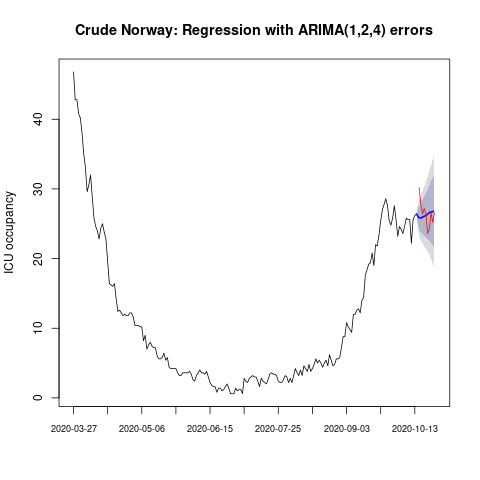 Crude Norway: Regression with ARIMA(1,2,4) errors
ICU occupancy
40
30
20
10
0
2020-03-27 2020-05-06 2020-06-15 2020-07-25 2020-09-03 2020-10-13